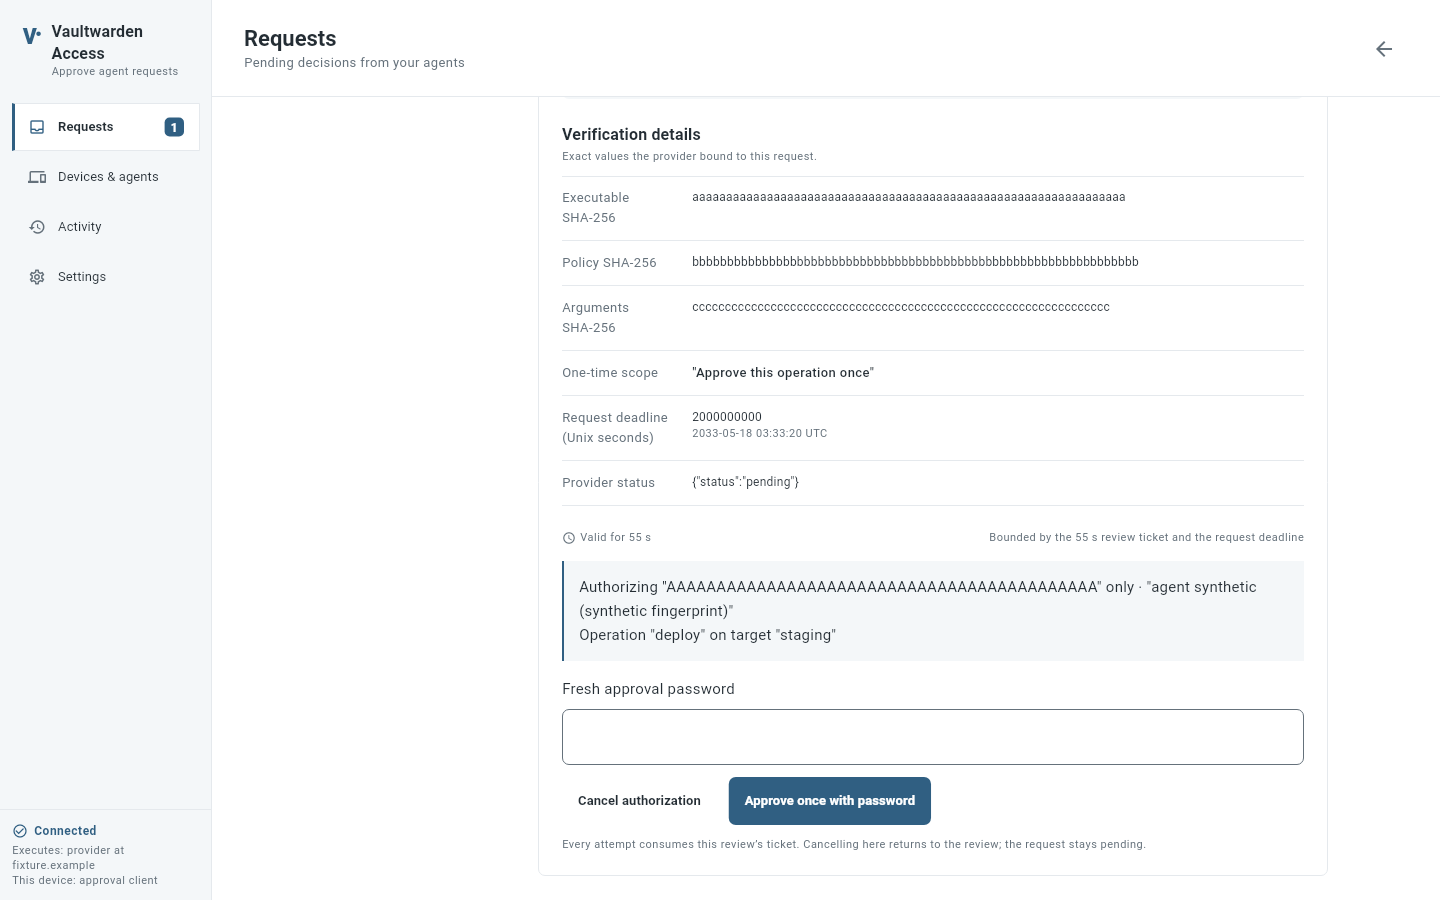 Vaultwarden
Access
Approve agent requests
Requests
1
Devices & agents
Activity
Settings
Connected
Executes: provider at
fixture.example
This device: approval client
Requests
Pending decisions from your agents
Verification details
Exact values the provider bound to this request.
Executable
SHA-256
aaaaaaaaaaaaaaaaaaaaaaaaaaaaaaaaaaaaaaaaaaaaaaaaaaaaaaaaaaaaaaaa
Policy SHA-256
bbbbbbbbbbbbbbbbbbbbbbbbbbbbbbbbbbbbbbbbbbbbbbbbbbbbbbbbbbbbbbbb
Arguments
SHA-256
cccccccccccccccccccccccccccccccccccccccccccccccccccccccccccccccc
One-time scope
"Approve this operation once"
Request deadline
(Unix seconds)
2000000000
2033-05-18 03:33:20 UTC
Provider status
{"status":"pending"}
Valid for 55 s
Bounded by the 55 s review ticket and the request deadline
Authorizing "AAAAAAAAAAAAAAAAAAAAAAAAAAAAAAAAAAAAAAAAAAA" only · "agent synthetic
(synthetic fingerprint)"
Operation "deploy" on target "staging"
Fresh approval password
Cancel authorization
Approve once with password
Every attempt consumes this review's ticket. Cancelling here returns to the review; the request stays pending.